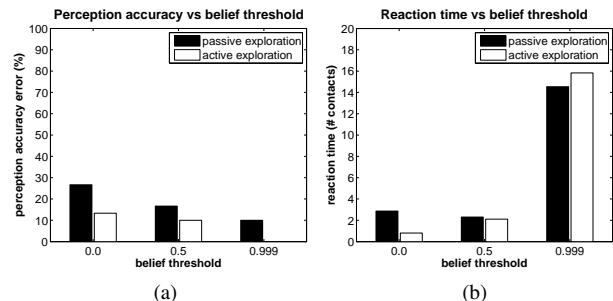 Perception accuracy vs belief threshold
passive exploration
active exploration
perception accuracy error (%)
100
90
80
70
60
50
40
30
20
10
0
0.0
0.5
0.999
belief threshold
(a)
Reaction time vs belief threshold
passive exploration
active exploration
reaction time (# contacts)
20
18
16
14
12
10
8
6
4
2
0
0.0
0.5
0.999
belief threshold
(b)